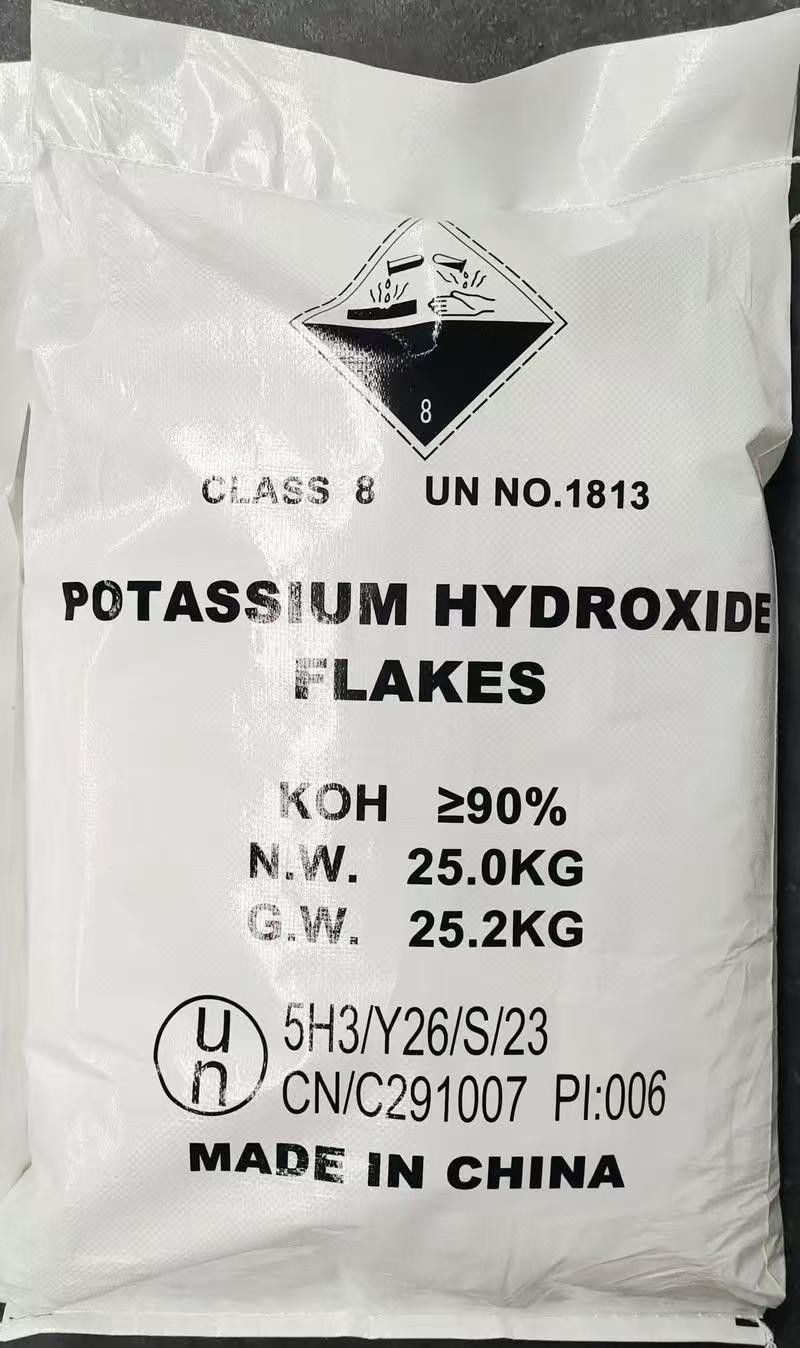 8
CLASS 8 UN NO.1813
POTASSIUM HYDROXIDE
FLAKES
KOH ≥90%
N.W. 25.0KG
G.W. 25.2KG
un 5H3/Y26/S/23
CN/C291007 PI:006
MADE IN CHINA